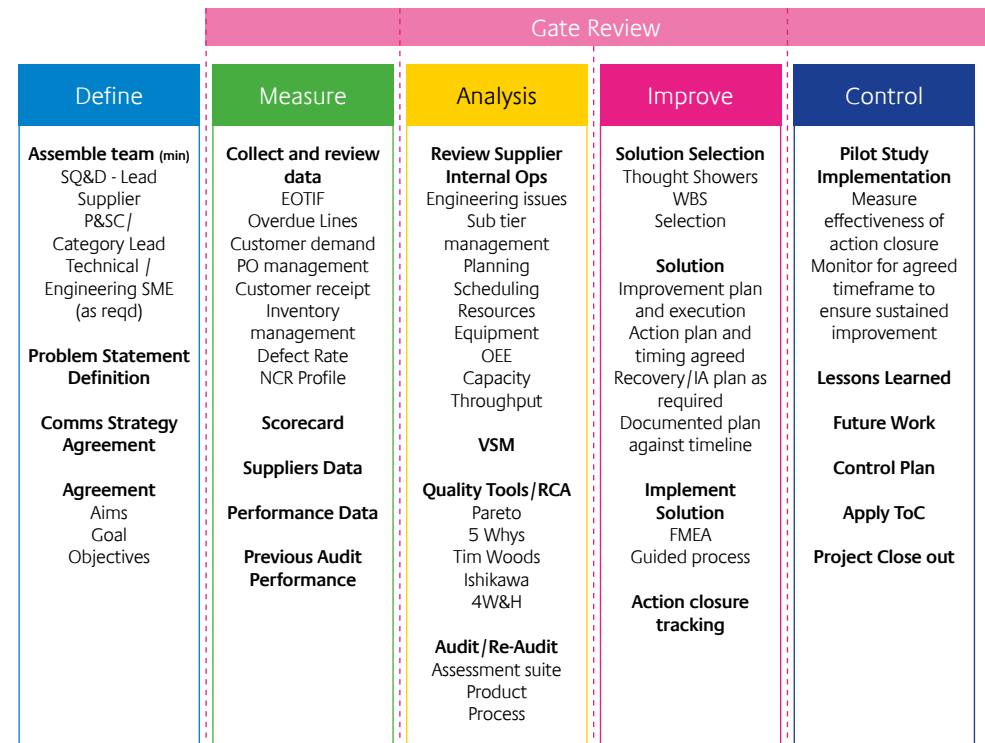 Gate Review
Define
Assemble team (min)
SQ&D - Lead
Supplier
P&SC/
Category Lead
Technical /
Engineering SME
(as reqd)
Problem Statement
Definition
Comms Strategy
Agreement
Agreement
Aims
Goal
Objectives
Measure
Collect and review
data
EOTIF
Overdue Lines
Customer demand
PO management
Customer receipt
Inventory
management
Defect Rate
NCR Profile
Scorecard
Suppliers Data
Performance Data
Previous Audit
Performance
Analysis
Review Supplier
Internal Ops
Engineering issues
Sub tier
management
Planning
Scheduling
Resources
Equipment
OEE
Capacity
Throughput
VSM
Quality Tools/RCA
Pareto
5 Whys
Tim Woods
Ishikawa
4W&H
Audit/Re-Audit
Assessment suite
Product
Process
Improve
Solution Selection
Thought Showers
WBS
Selection
Solution
Improvement plan
and execution
Action plan and
timing agreed
Recovery/IA plan as
required
Documented plan
against timeline
Implement
Solution
FMEA
Guided process
Action closure
tracking
Control
Pilot Study
Implementation
Measure
effectiveness of
action closure
Monitor for agreed
timeframe to
ensure sustained
improvement
Lessons Learned
Future Work
Control Plan
Apply ToC
Project Close out